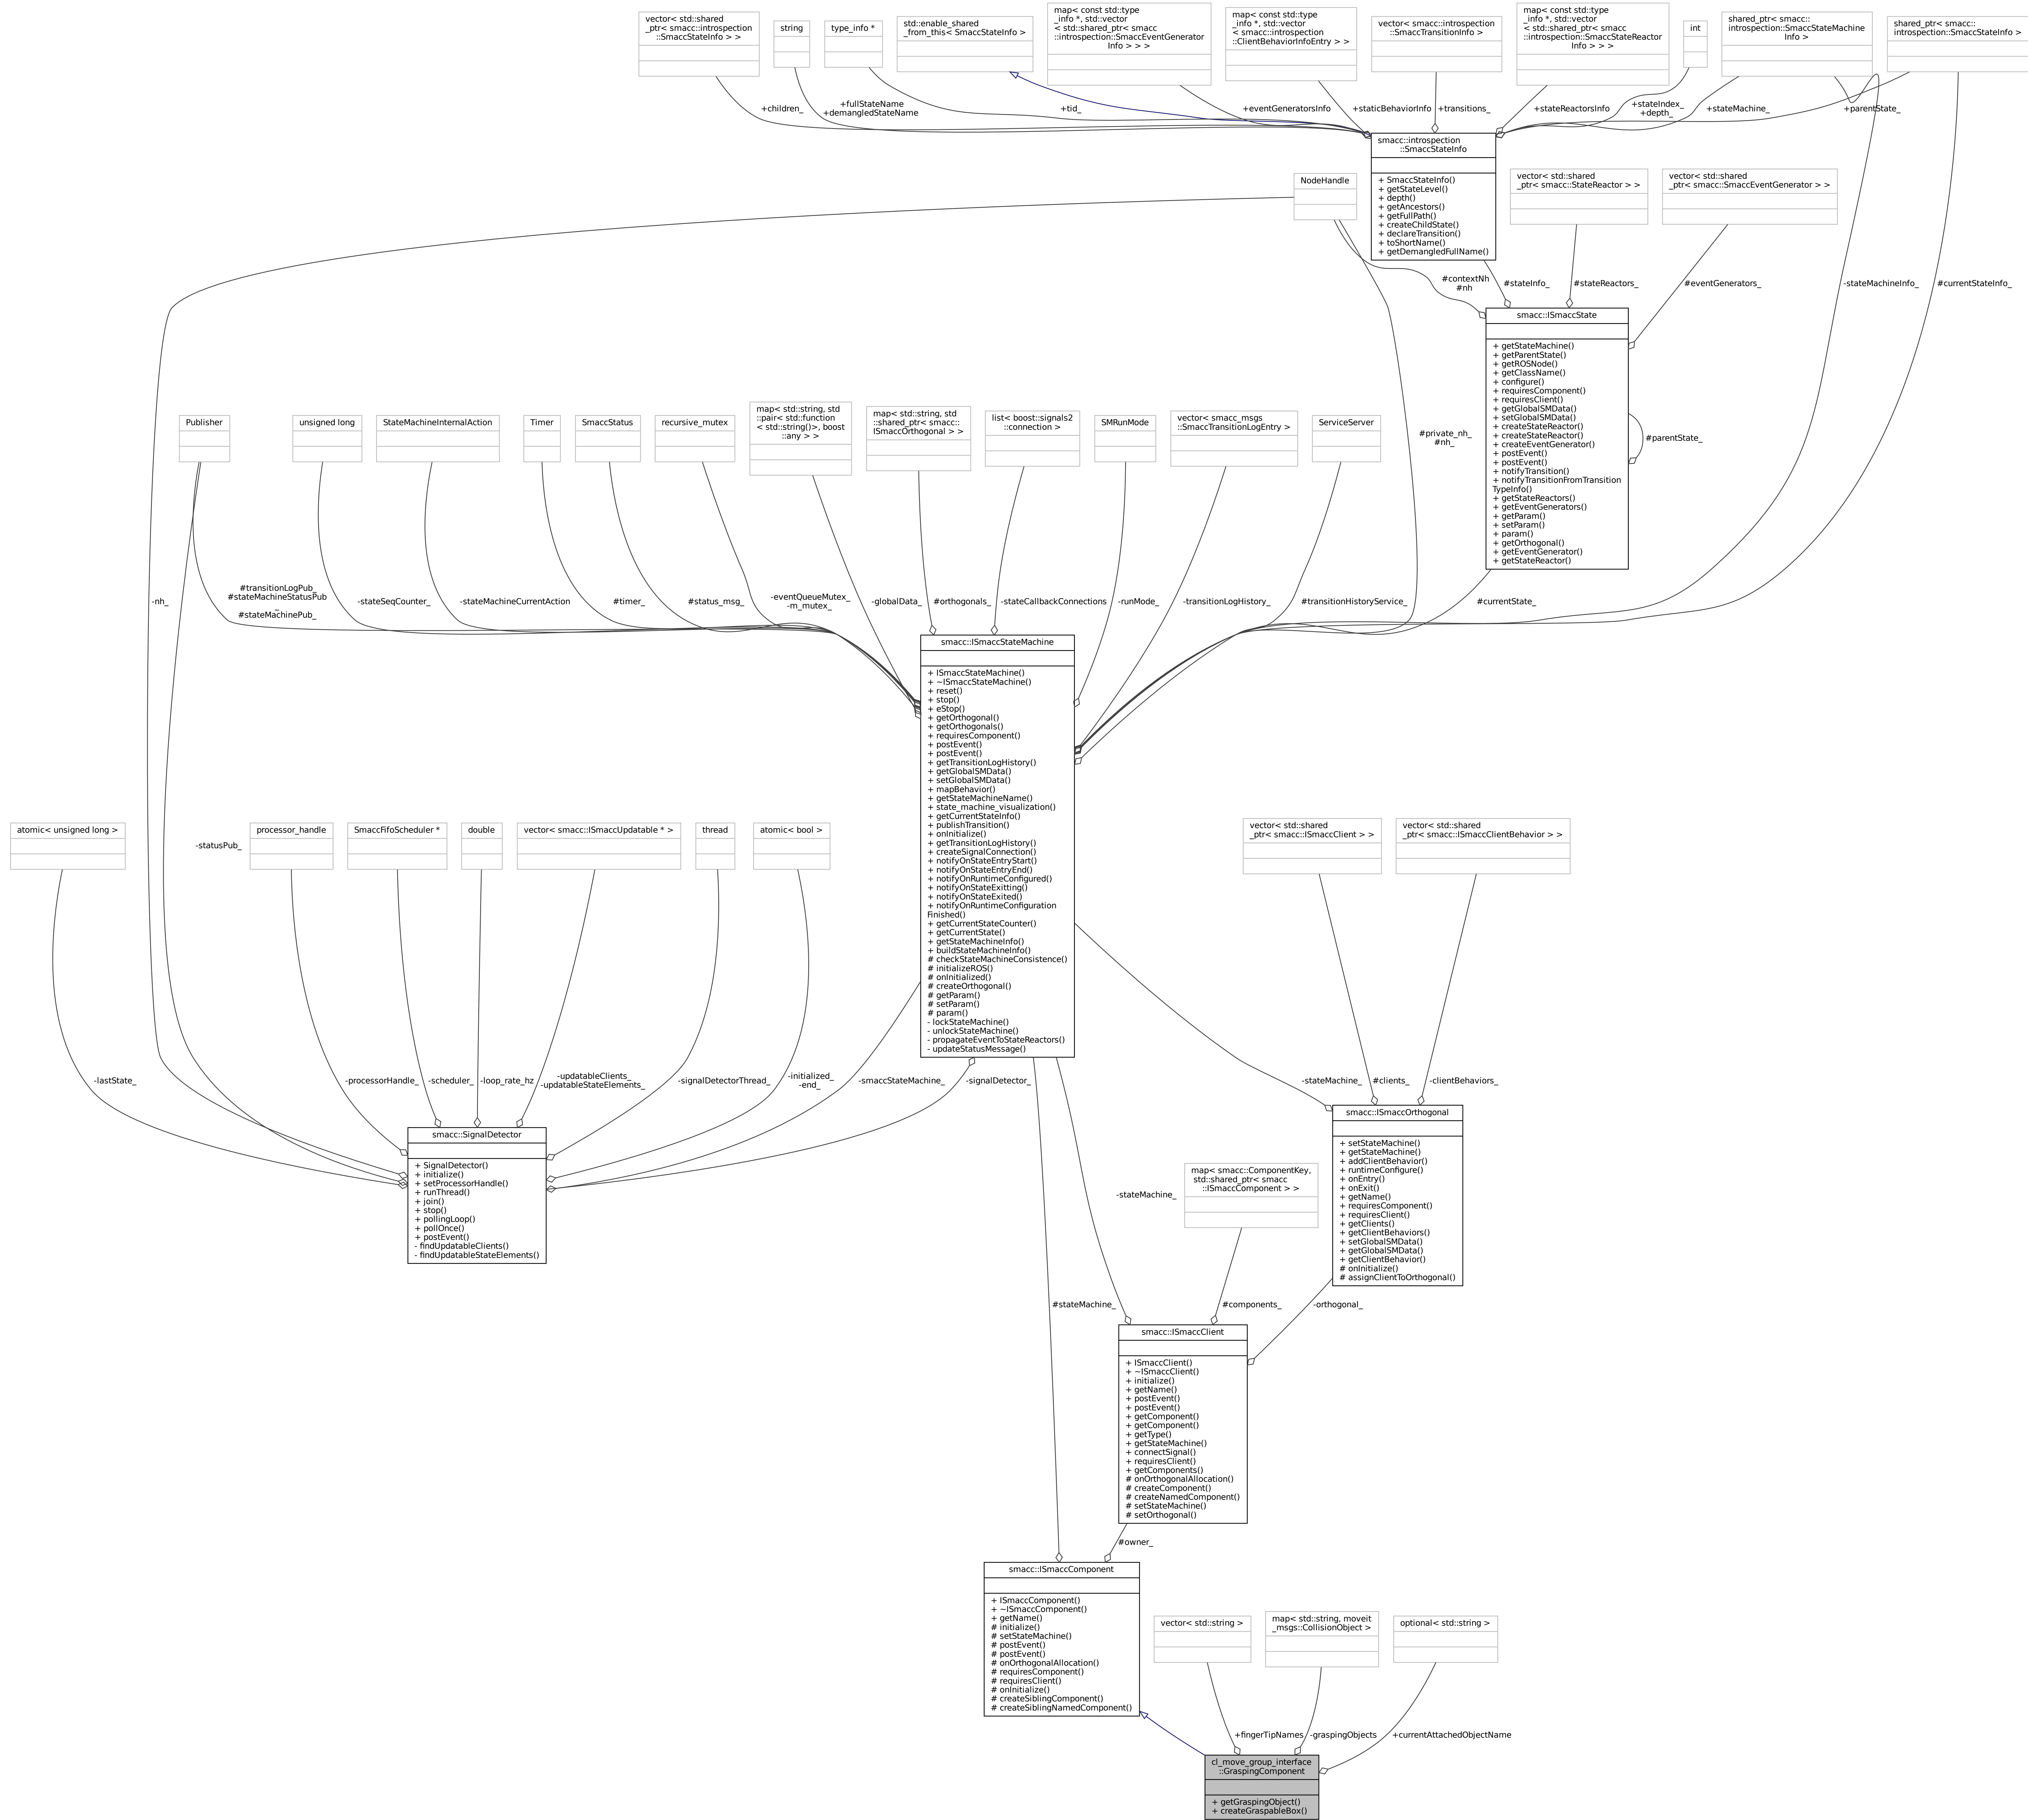 vector< std::shared
_ptr< smacc::introspection
::SmaccStateInfo > >
string
type_info *
std::enable_shared
_from_this< SmaccStateInfo >
map< const std::type
_info *, std::vector
< std::shared_ptr< smacc
::introspection::SmaccEventGenerator
Info > > >
map< const std::type
_info *, std::vector
< smacc::introspection
::ClientBehaviorInfoEntry > >
vector< smacc::introspection
::SmaccTransitionInfo >
map< const std::type
_info *, std::vector
< std::shared_ptr< smacc
::introspection::SmaccStateReactor
Info > > >
int
shared_ptr< smacc::
introspection::SmaccStateMachine
Info >
shared_ptr< smacc::
introspection::SmaccStateInfo >
+children_
+fullStateName
+demangledStateName
+tid_
+eventGeneratorsInfo
+staticBehaviorInfo
+transitions_
+stateReactorsInfo
+stateIndex_
+depth_
+stateMachine_
+parentState_
smacc::introspection
::SmaccStateInfo
+ SmaccStateInfo()
+ getStateLevel()
+ depth()
+ getAncestors()
+ getFullPath()
+ createChildState()
+ declareTransition()
+ toShortName()
+ getDemangledFullName()
NodeHandle
vector< std::shared
_ptr< smacc::StateReactor > >
vector< std::shared
_ptr< smacc::SmaccEventGenerator > >
#contextNh
#nh
#stateInfo_
#stateReactors_
#eventGenerators_
-stateMachineInfo_
#currentStateInfo_
smacc::ISmaccState
+ getStateMachine()
+ getParentState()
+ getROSNode()
+ getClassName()
+ configure()
+ requiresComponent()
+ requiresClient()
+ getGlobalSMData()
+ setGlobalSMData()
+ createStateReactor()
+ createStateReactor()
+ createEventGenerator()
+ postEvent()
+ postEvent()
+ notifyTransition()
+ notifyTransitionFromTransition
TypeInfo()
+ getStateReactors()
+ getEventGenerators()
+ getParam()
+ setParam()
+ param()
+ getOrthogonal()
+ getEventGenerator()
+ getStateReactor()
#parentState_
Publisher
unsigned long
StateMachineInternalAction
Timer
SmaccStatus
recursive_mutex
map< std::string, std
::pair< std::function
< std::string()>, boost
::any > >
map< std::string, std
::shared_ptr< smacc::
ISmaccOrthogonal > >
list< boost::signals2
::connection >
SMRunMode
vector< smacc_msgs
::SmaccTransitionLogEntry >
ServiceServer
#private_nh_
#nh_
-nh_
#transitionLogPub_
#stateMachineStatusPub
_
#stateMachinePub_
-stateSeqCounter_
-stateMachineCurrentAction
#timer_
#status_msg_
-eventQueueMutex_
-m_mutex_
-globalData_
#orthogonals_
-stateCallbackConnections
-runMode_
-transitionLogHistory_
#transitionHistoryService_
#currentState_
smacc::ISmaccStateMachine
+ ISmaccStateMachine()
+ ~ISmaccStateMachine()
+ reset()
+ stop()
+ eStop()
+ getOrthogonal()
+ getOrthogonals()
+ requiresComponent()
+ postEvent()
+ postEvent()
+ getTransitionLogHistory()
+ getGlobalSMData()
+ setGlobalSMData()
+ mapBehavior()
+ getStateMachineName()
+ state_machine_visualization()
+ getCurrentStateInfo()
+ publishTransition()
+ onInitialize()
+ getTransitionLogHistory()
+ createSignalConnection()
+ notifyOnStateEntryStart()
+ notifyOnStateEntryEnd()
+ notifyOnRuntimeConfigured()
+ notifyOnStateExitting()
+ notifyOnStateExited()
+ notifyOnRuntimeConfiguration
Finished()
+ getCurrentStateCounter()
+ getCurrentState()
+ getStateMachineInfo()
+ buildStateMachineInfo()
# checkStateMachineConsistence()
# initializeROS()
# onInitialized()
# createOrthogonal()
# getParam()
# setParam()
# param()
- lockStateMachine()
- unlockStateMachine()
- propagateEventToStateReactors()
- updateStatusMessage()
atomic< unsigned long >
-statusPub_
processor_handle
SmaccFifoScheduler *
double
vector< smacc::ISmaccUpdatable * >
thread
atomic< bool >
vector< std::shared
_ptr< smacc::ISmaccClient > >
vector< std::shared
_ptr< smacc::ISmaccClientBehavior > >
-lastState_
-processorHandle_
-scheduler_
-loop_rate_hz
-updatableClients_
-updatableStateElements_
-signalDetectorThread_
-initialized_
-end_
-smaccStateMachine_
-signalDetector_
-stateMachine_
#clients_
-clientBehaviors_
smacc::SignalDetector
+ SignalDetector()
+ initialize()
+ setProcessorHandle()
+ runThread()
+ join()
+ stop()
+ pollingLoop()
+ pollOnce()
+ postEvent()
- findUpdatableClients()
- findUpdatableStateElements()
smacc::ISmaccOrthogonal
+ setStateMachine()
+ getStateMachine()
+ addClientBehavior()
+ runtimeConfigure()
+ onEntry()
+ onExit()
+ getName()
+ requiresComponent()
+ requiresClient()
+ getClients()
+ getClientBehaviors()
+ setGlobalSMData()
+ getGlobalSMData()
+ getClientBehavior()
# onInitialize()
# assignClientToOrthogonal()
map< smacc::ComponentKey,
std::shared_ptr< smacc
::ISmaccComponent > >
-stateMachine_
#stateMachine_
#components_
-orthogonal_
smacc::ISmaccClient
+ ISmaccClient()
+ ~ISmaccClient()
+ initialize()
+ getName()
+ postEvent()
+ postEvent()
+ getComponent()
+ getComponent()
+ getType()
+ getStateMachine()
+ connectSignal()
+ requiresClient()
+ getComponents()
# onOrthogonalAllocation()
# createComponent()
# createNamedComponent()
# setStateMachine()
# setOrthogonal()
#owner_
smacc::ISmaccComponent
+ ISmaccComponent()
+ ~ISmaccComponent()
+ getName()
# initialize()
# setStateMachine()
# postEvent()
# postEvent()
# onOrthogonalAllocation()
# requiresComponent()
# requiresClient()
# onInitialize()
# createSiblingComponent()
# createSiblingNamedComponent()
vector< std::string >
map< std::string, moveit
_msgs::CollisionObject >
optional< std::string >
+fingerTipNames
-graspingObjects
+currentAttachedObjectName
cl_move_group_interface
::GraspingComponent
+ getGraspingObject()
+ createGraspableBox()